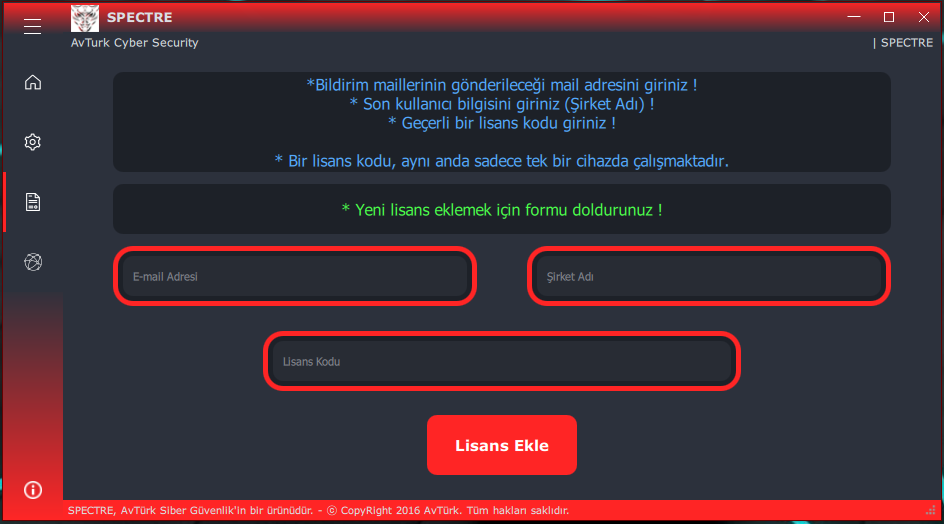 SPECTRE
AvTurk Cyber Security
| SPECTRE
*Bildirim maillerinin gönderileceği mail adresini giriniz !
* Son kullanıcı bilgisini giriniz (Şirket Adı) !
* Geçerli bir lisans kodu giriniz !
* Bir lisans kodu, aynı anda sadece tek bir cihazda çalışmaktadır.
* Yeni lisans eklemek için formu doldurunuz !
E-mail Adresi
Şirket Adı
Lisans Kodu
Lisans Ekle
SPECTRE, AvTürk Siber Güvenlik'in bir ürünüdür. - ⓒ CopyRight 2016 AvTürk. Tüm hakları saklıdır.